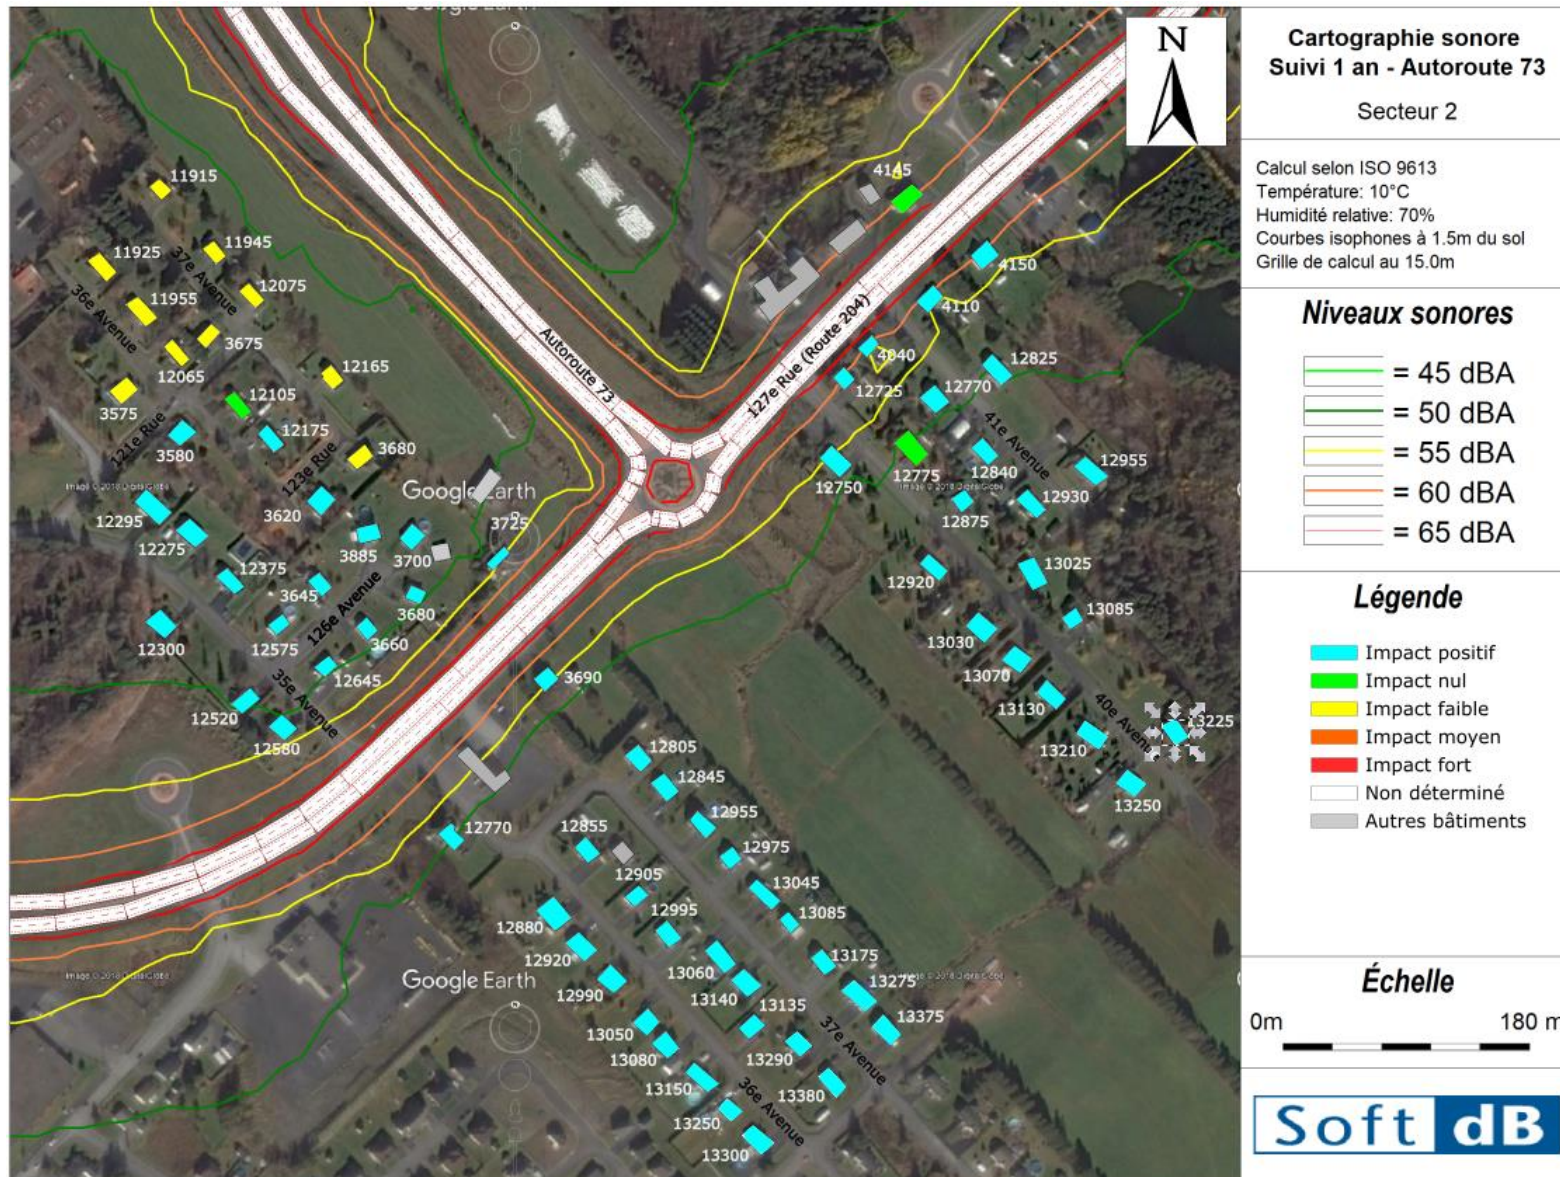 Google Earth
N
Cartographie sonore
Suivi 1 an - Autoroute 73
Secteur 2
Calcul selon ISO 9613
Température: 10°C
Humidité relative: 70%
Courbes isophones à 1.5m du sol
Grille de calcul au 15.0m
Niveaux sonores
= 45 dBA
= 50 dBA
= 55 dBA
= 60 dBA
= 65 dBA
Légende
Impact positif
Impact nul
Impact faible
Impact moyen
Impact fort
Non déterminé
Autres bâtiments
Échelle
0m 180 m
Soft dB
11915
11925
11945
37e Avenue
36e Avenue
11955
12075
3675
12065
12165
3575
12105
121e Rue
3580
12175
123e Rue
3680
Autoroute 73
127e Rue (Route 204)
4145
4150
4110
4040
12825
12725
12770
41e Avenue
12750
12775
12840
12955
12930
12875
Google Earth
12295
12275
3620
3885
3700
3725
12375
3645
126e Avenue
3680
12300
12575
3660
12645
35e Avenue
12520
12580
3690
12920
13025
13085
13030
13070
13130
40e Avenue
13225
13210
13250
12805
12845
12770
12855
12955
12975
12905
13045
13085
12880
12995
12920
13175
13060
12990
13275
13140
13135
13375
37e Avenue
13050
13290
13080
13150
13380
36e Avenue
13250
13300
Google Earth